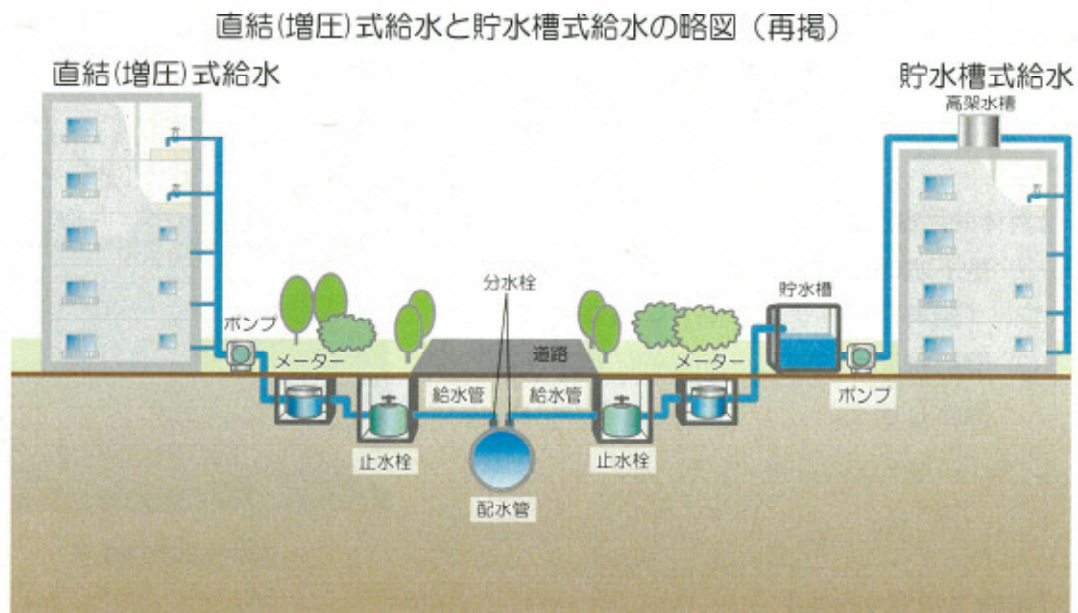 直結(増圧)式給水と貯水槽式給水の略図（再掲）
直結(増圧)式給水
貯水槽式給水
高架水槽
分水栓
貯水槽
ポンプ
メーター
道路
メーター
給水管
給水管
ポンプ
止水栓
止水栓
配水管